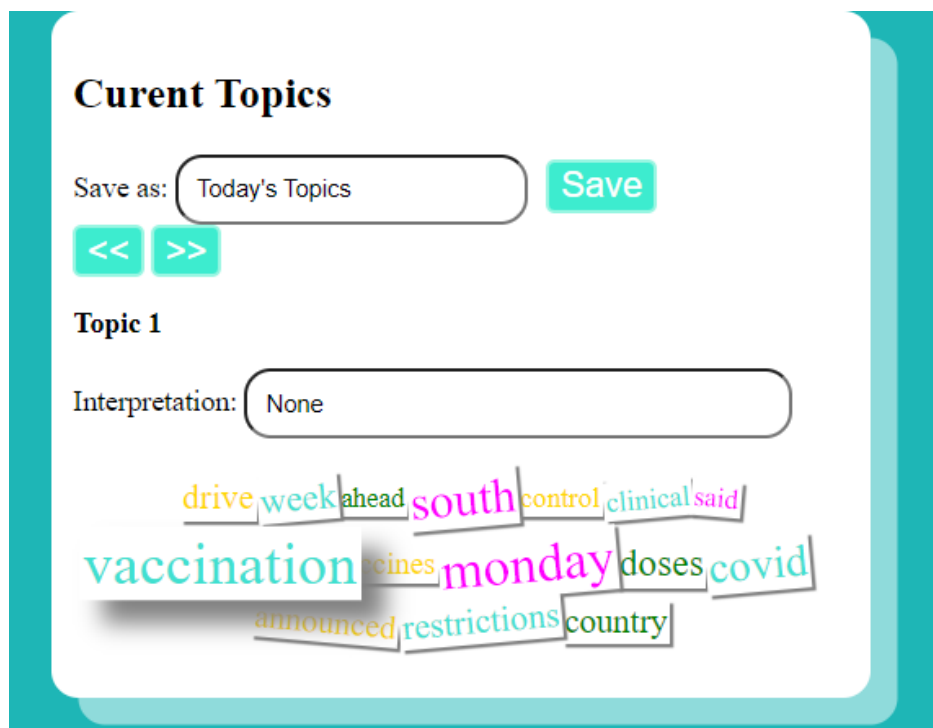 Curent Topics
Save as: Today's Topics Save
<< >>
Topic 1
Interpretation: None
drive week ahead south control clinical said
vaccination monday doses covid
announced restrictions country